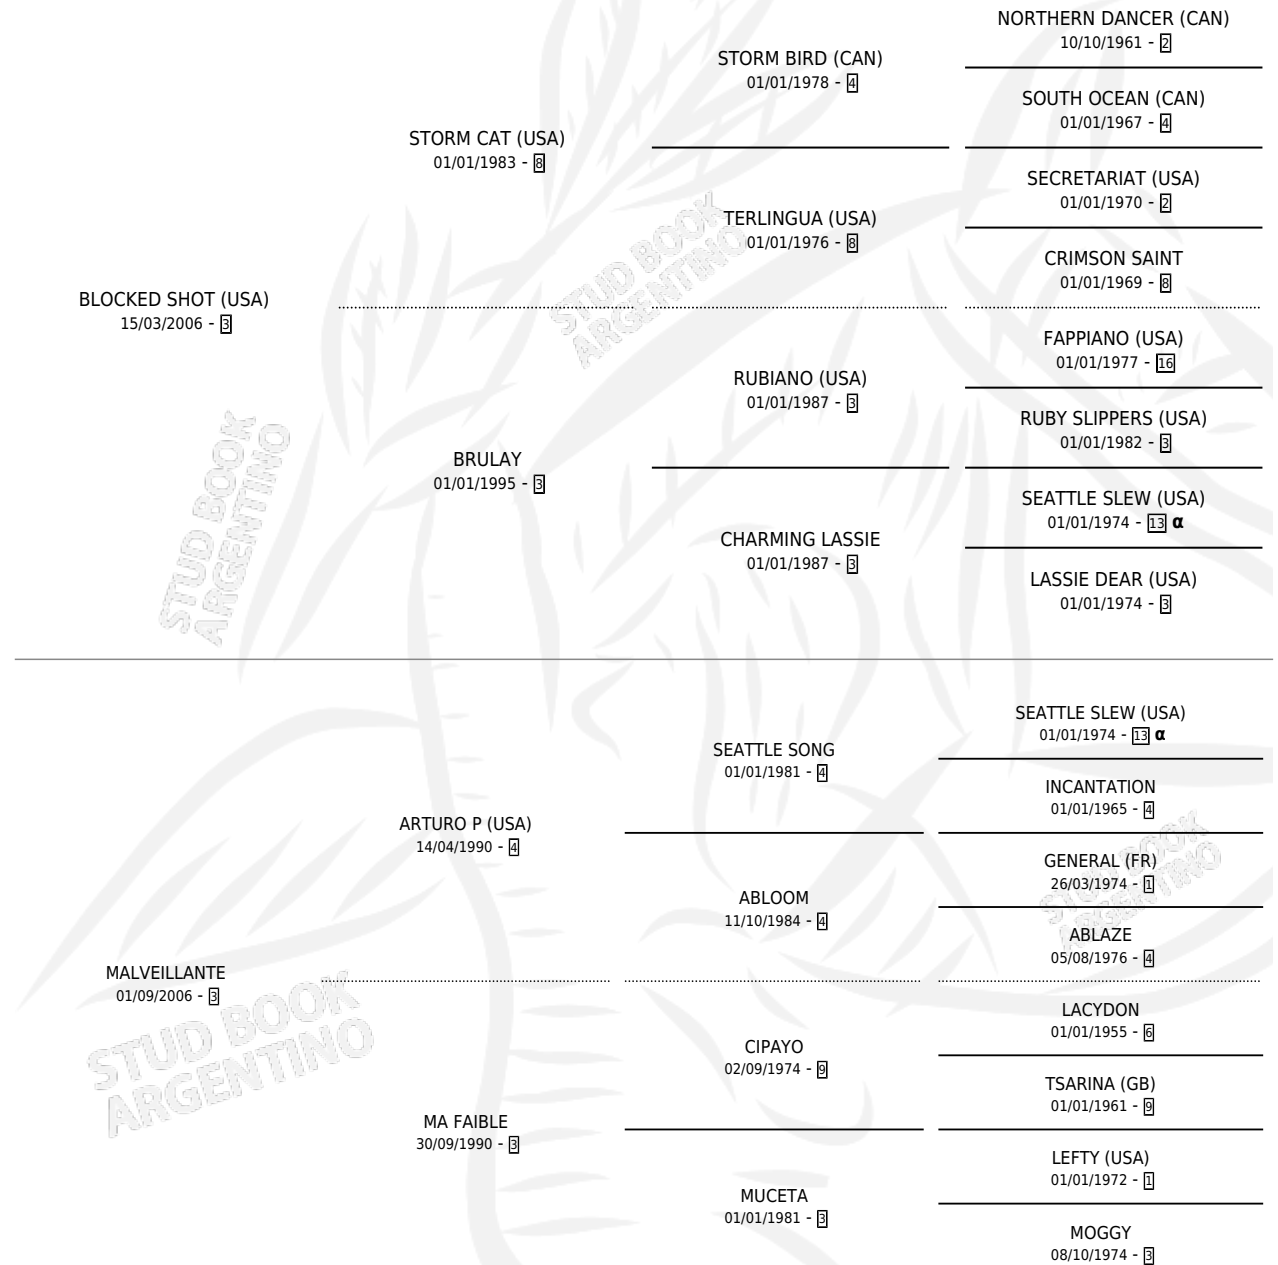 NORTHERN DANCER (CAN)
10/10/1961 - 2
STORM BIRD (CAN)
01/01/1978 - 4
SOUTH OCEAN (CAN)
01/01/1967 - 4
STORM CAT (USA)
01/01/1983 - 8
SECRETARIAT (USA)
01/01/1970 - 2
TERLINGUA (USA)
01/01/1976 - 8
CRIMSON SAINT
01/01/1969 - 8
BLOCKED SHOT (USA)
15/03/2006 - 3
FAPPIANO (USA)
01/01/1977 - 16
RUBIANO (USA)
01/01/1987 - 3
RUBY SLIPPERS (USA)
01/01/1982 - 3
BRULAY
01/01/1995 - 3
SEATTLE SLEW (USA)
01/01/1974 - 13 α
CHARMING LASSIE
01/01/1987 - 3
LASSIE DEAR (USA)
01/01/1974 - 3
SEATTLE SLEW (USA)
01/01/1974 - 13 α
SEATTLE SONG
01/01/1981 - 4
INCANTATION
01/01/1965 - 4
ARTURO P (USA)
14/04/1990 - 4
GENERAL (FR)
26/03/1974 - 1
ABLOOM
11/10/1984 - 4
ABLAZE
05/08/1976 - 4
MALVEILLANTE
01/09/2006 - 3
LACYDON
01/01/1955 - 6
CIPAYO
02/09/1974 - 9
TSARINA (GB)
01/01/1961 - 9
MA FAIBLE
30/09/1990 - 3
LEFTY (USA)
01/01/1972 - 1
MUCETA
01/01/1981 - 3
MOGGY
08/10/1974 - 3
STUD BOOK
ARGENTINO
STUD BOOK
ARGENTINO
STUD BOOK
ARGENTINO
STUD BOOK
ARGENTINO